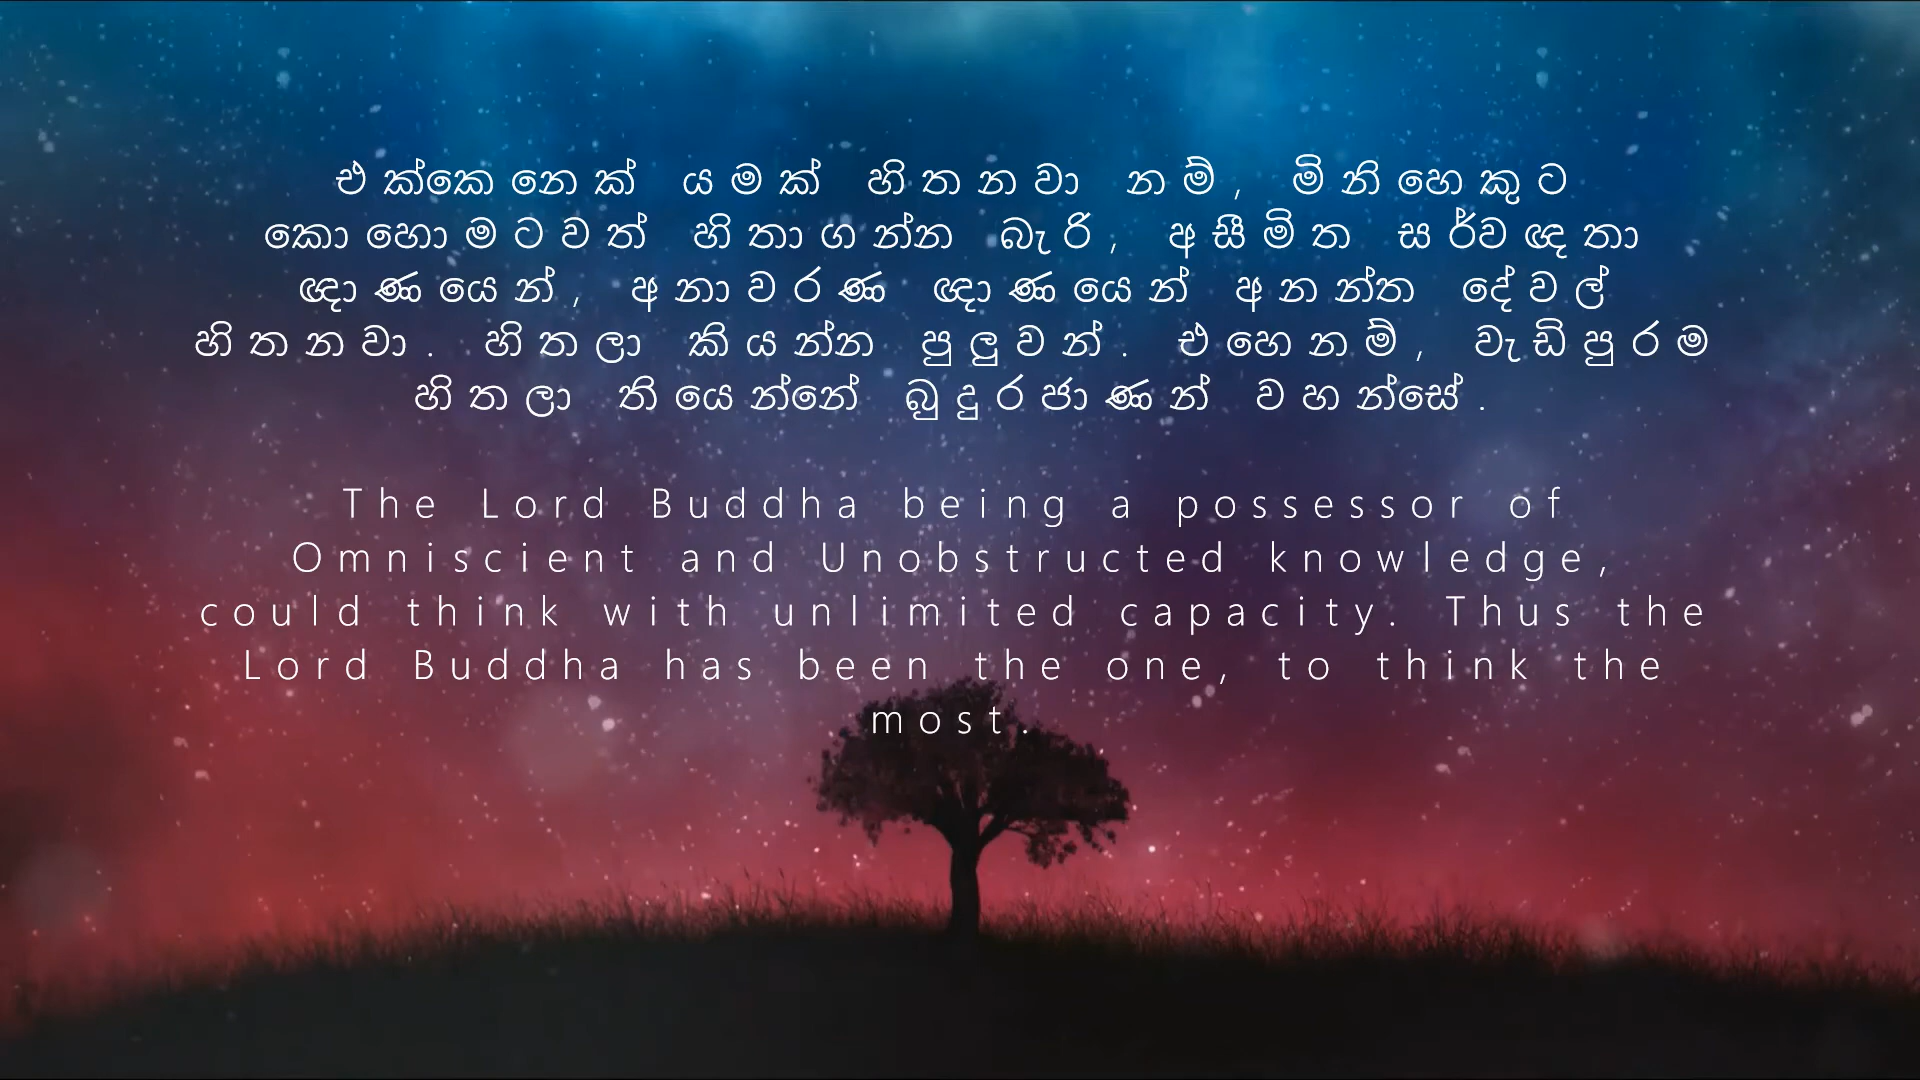 එක්කෙනෙක් යමක් හිතනවා නම්, මිනිහෙකුට
කොහොමටවත් හිතාගන්න බැරි, අසීමිත සර්වඥතා
ඥාණයෙන්, අනාවරණ ඥාණයෙන් අනන්ත දේවල්
හිතනවා. හිතලා කියන්න පුලුවන්. එහෙනම්, වැඩිපුරම
හිතලා තියෙන්නේ බුදුරජාණන් වහන්සේ.
The Lord Buddha being a possessor of
Omniscient and Unobstructed knowledge,
could think with unlimited capacity. Thus the
Lord Buddha has been the one, to think the
most.